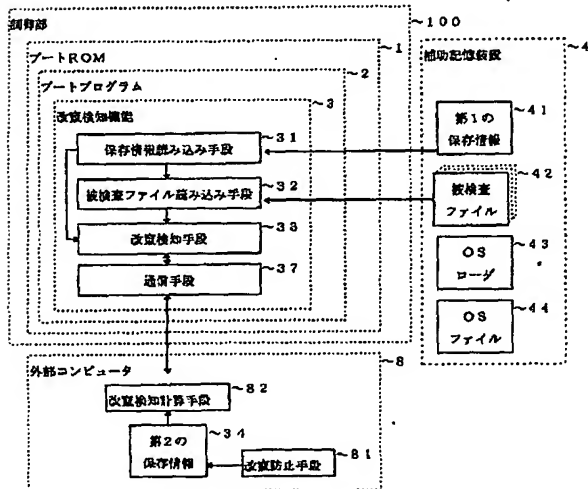 制御部
~100
ブートROM
~1
ブートプログラム
~2
改竄検知機能
~3
保存情報読み込み手段
~31
被検査ファイル読み込み手段
~32
改竄検知手段
~33
通信手段
~37
補助記憶装置
~4
第1の
保存情報
~41
被検査
ファイル
~42
OS
ローダ
~43
OS
ファイル
~44
外部コンピュータ
~8
改竄検知計算手段
~82
第2の
保存情報
~34
改竄防止手段
~81